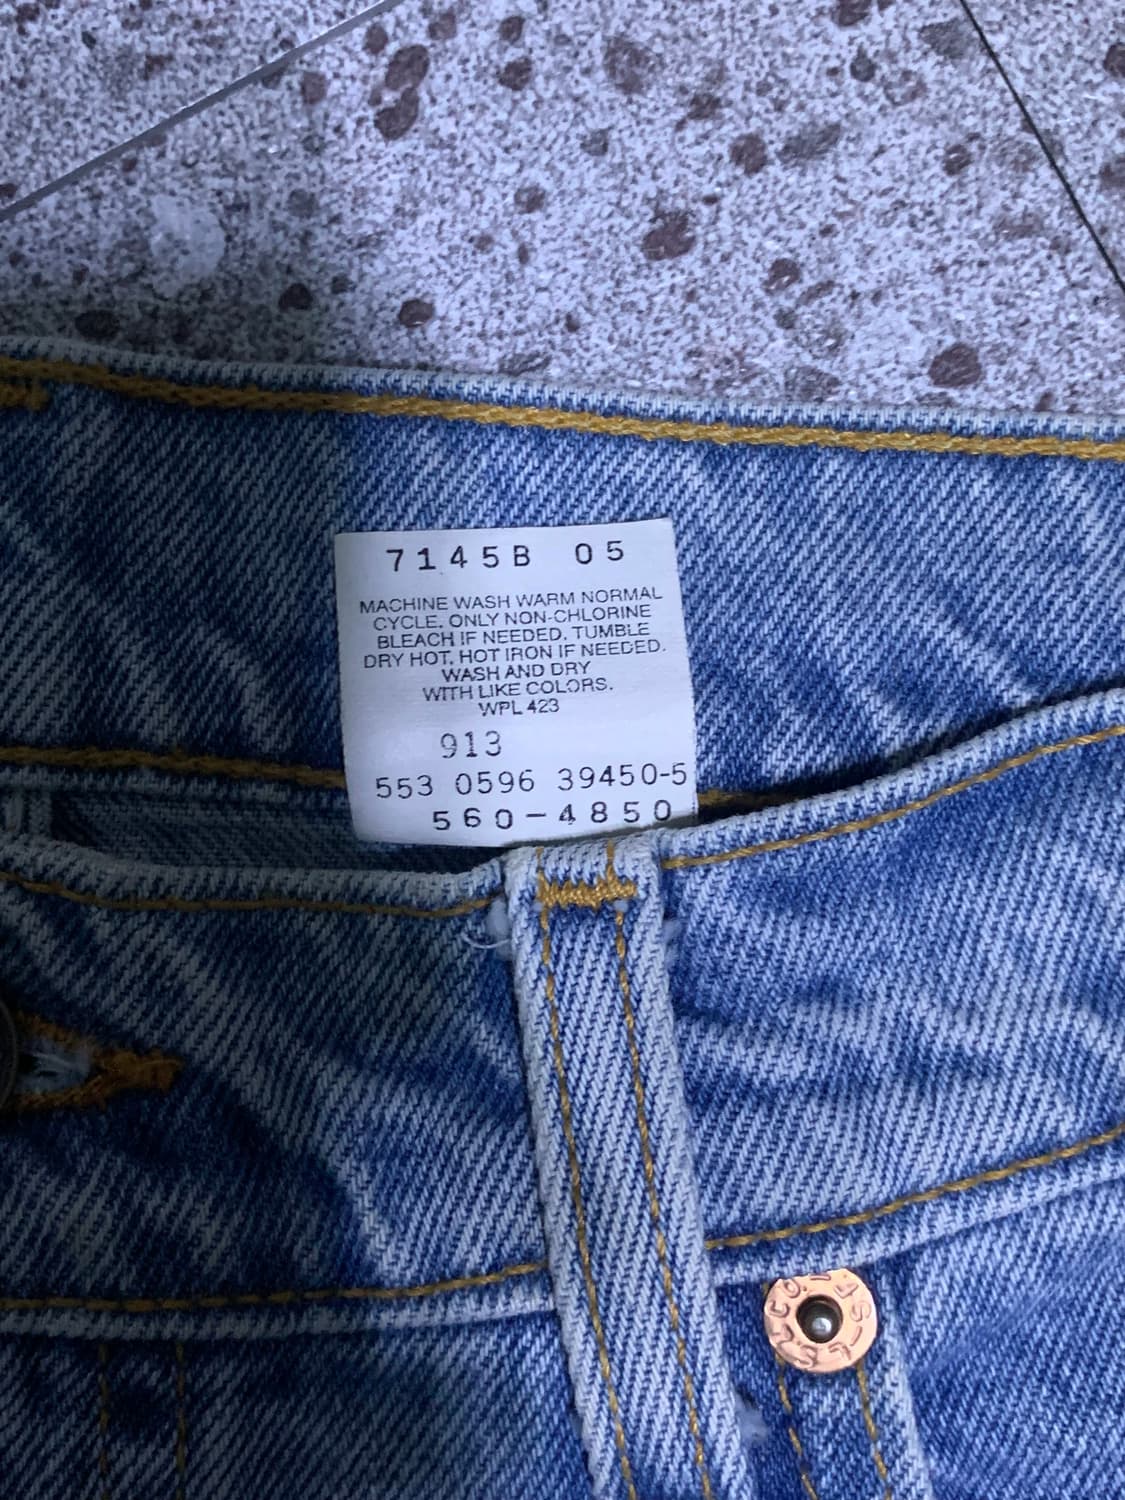 7145B 05
MACHINE WASH WARM NORMAL
CYCLE. ONLY NON-CHLORINE
BLEACH IF NEEDED. TUMBLE
DRY HOT. HOT IRON IF NEEDED.
WASH AND DRY
WITH LIKE COLORS.
WPL 423
913
553 0596 39450-5
560-4850